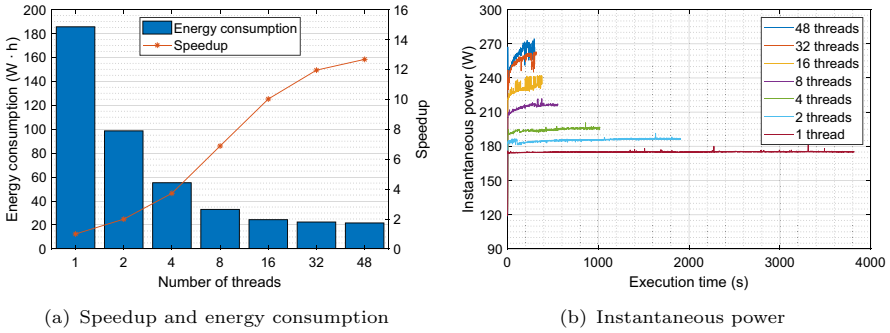 200
180
160
140
120
100
80
60
40
20
0
Energy consumption (W · h)
Energy consumption
Speedup
16
14
12
10
8
6
4
2
0
Speedup
1 2 4 8 16 32 48
Number of threads
(a) Speedup and energy consumption
300
270
240
210
180
150
120
90
Instantaneous power (W)
48 threads
32 threads
16 threads
8 threads
4 threads
2 threads
1 thread
0 1000 2000 3000 4000
Execution time (s)
(b) Instantaneous power